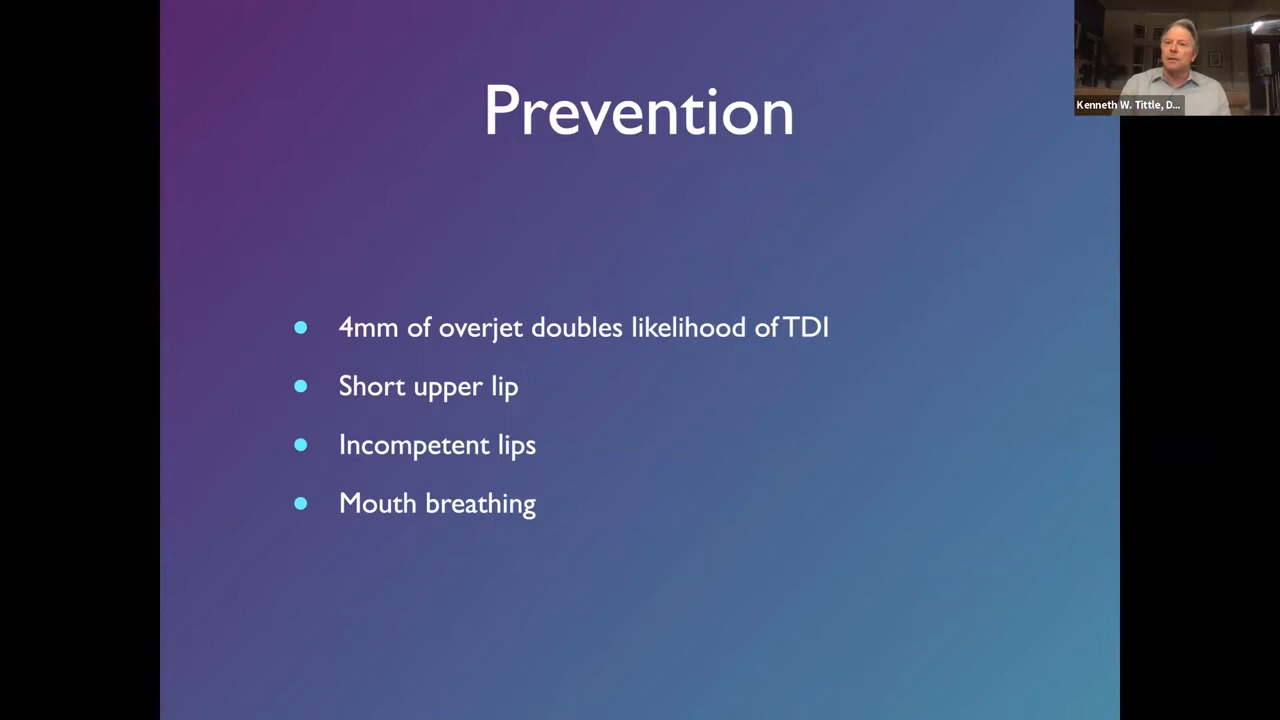 Prevention
Kenneth W. Tittle, D...
4mm of overjet doubles likelihood of TDI
Short upper lip
Incompetent lips
Mouth breathing